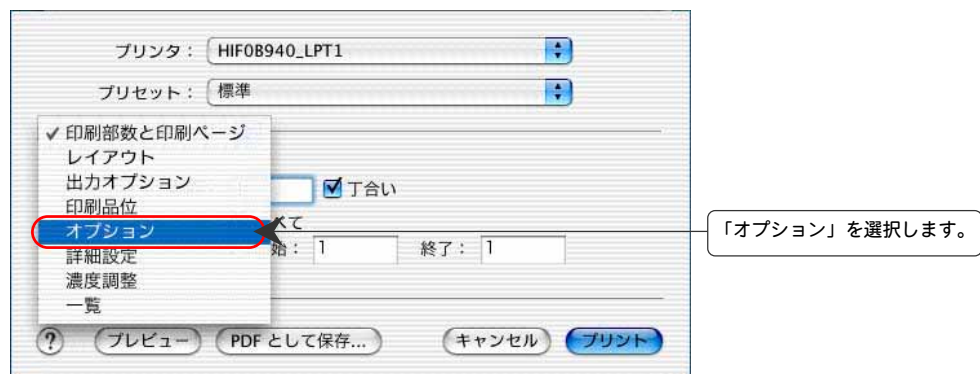 プリンタ： HIF0B940_LPT1
プリセット： 標準
✓ 印刷部数と印刷ページ
レイアウト
出力オプション
丁合い
印刷品位
オプション
べて
「オプション」を選択します。
始： 1 終了： 1
詳細設定
濃度調整
一覧
? プレビュー PDF として保存... キャンセル プリント